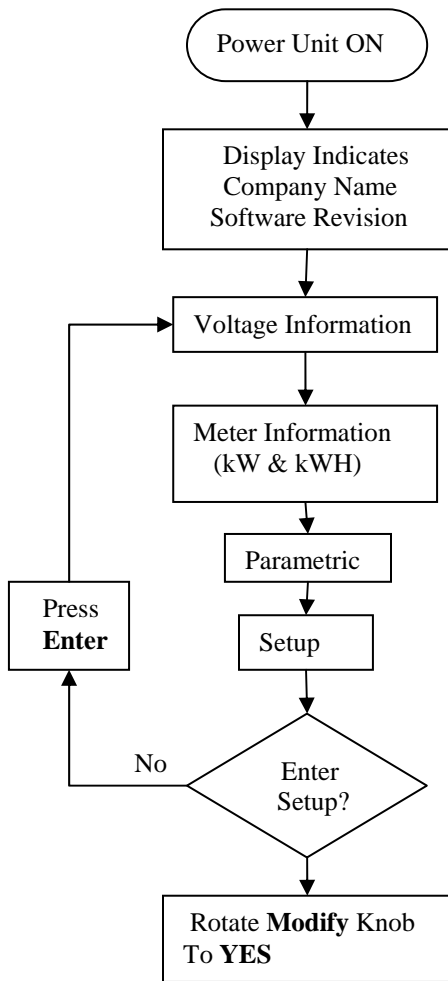 Power Unit ON
Display Indicates
Company Name
Software Revision
Voltage Information
Meter Information
(kW & kWH)
Parametric
Press
Enter
Setup
No
Enter
Setup?
Rotate Modify Knob
To YES